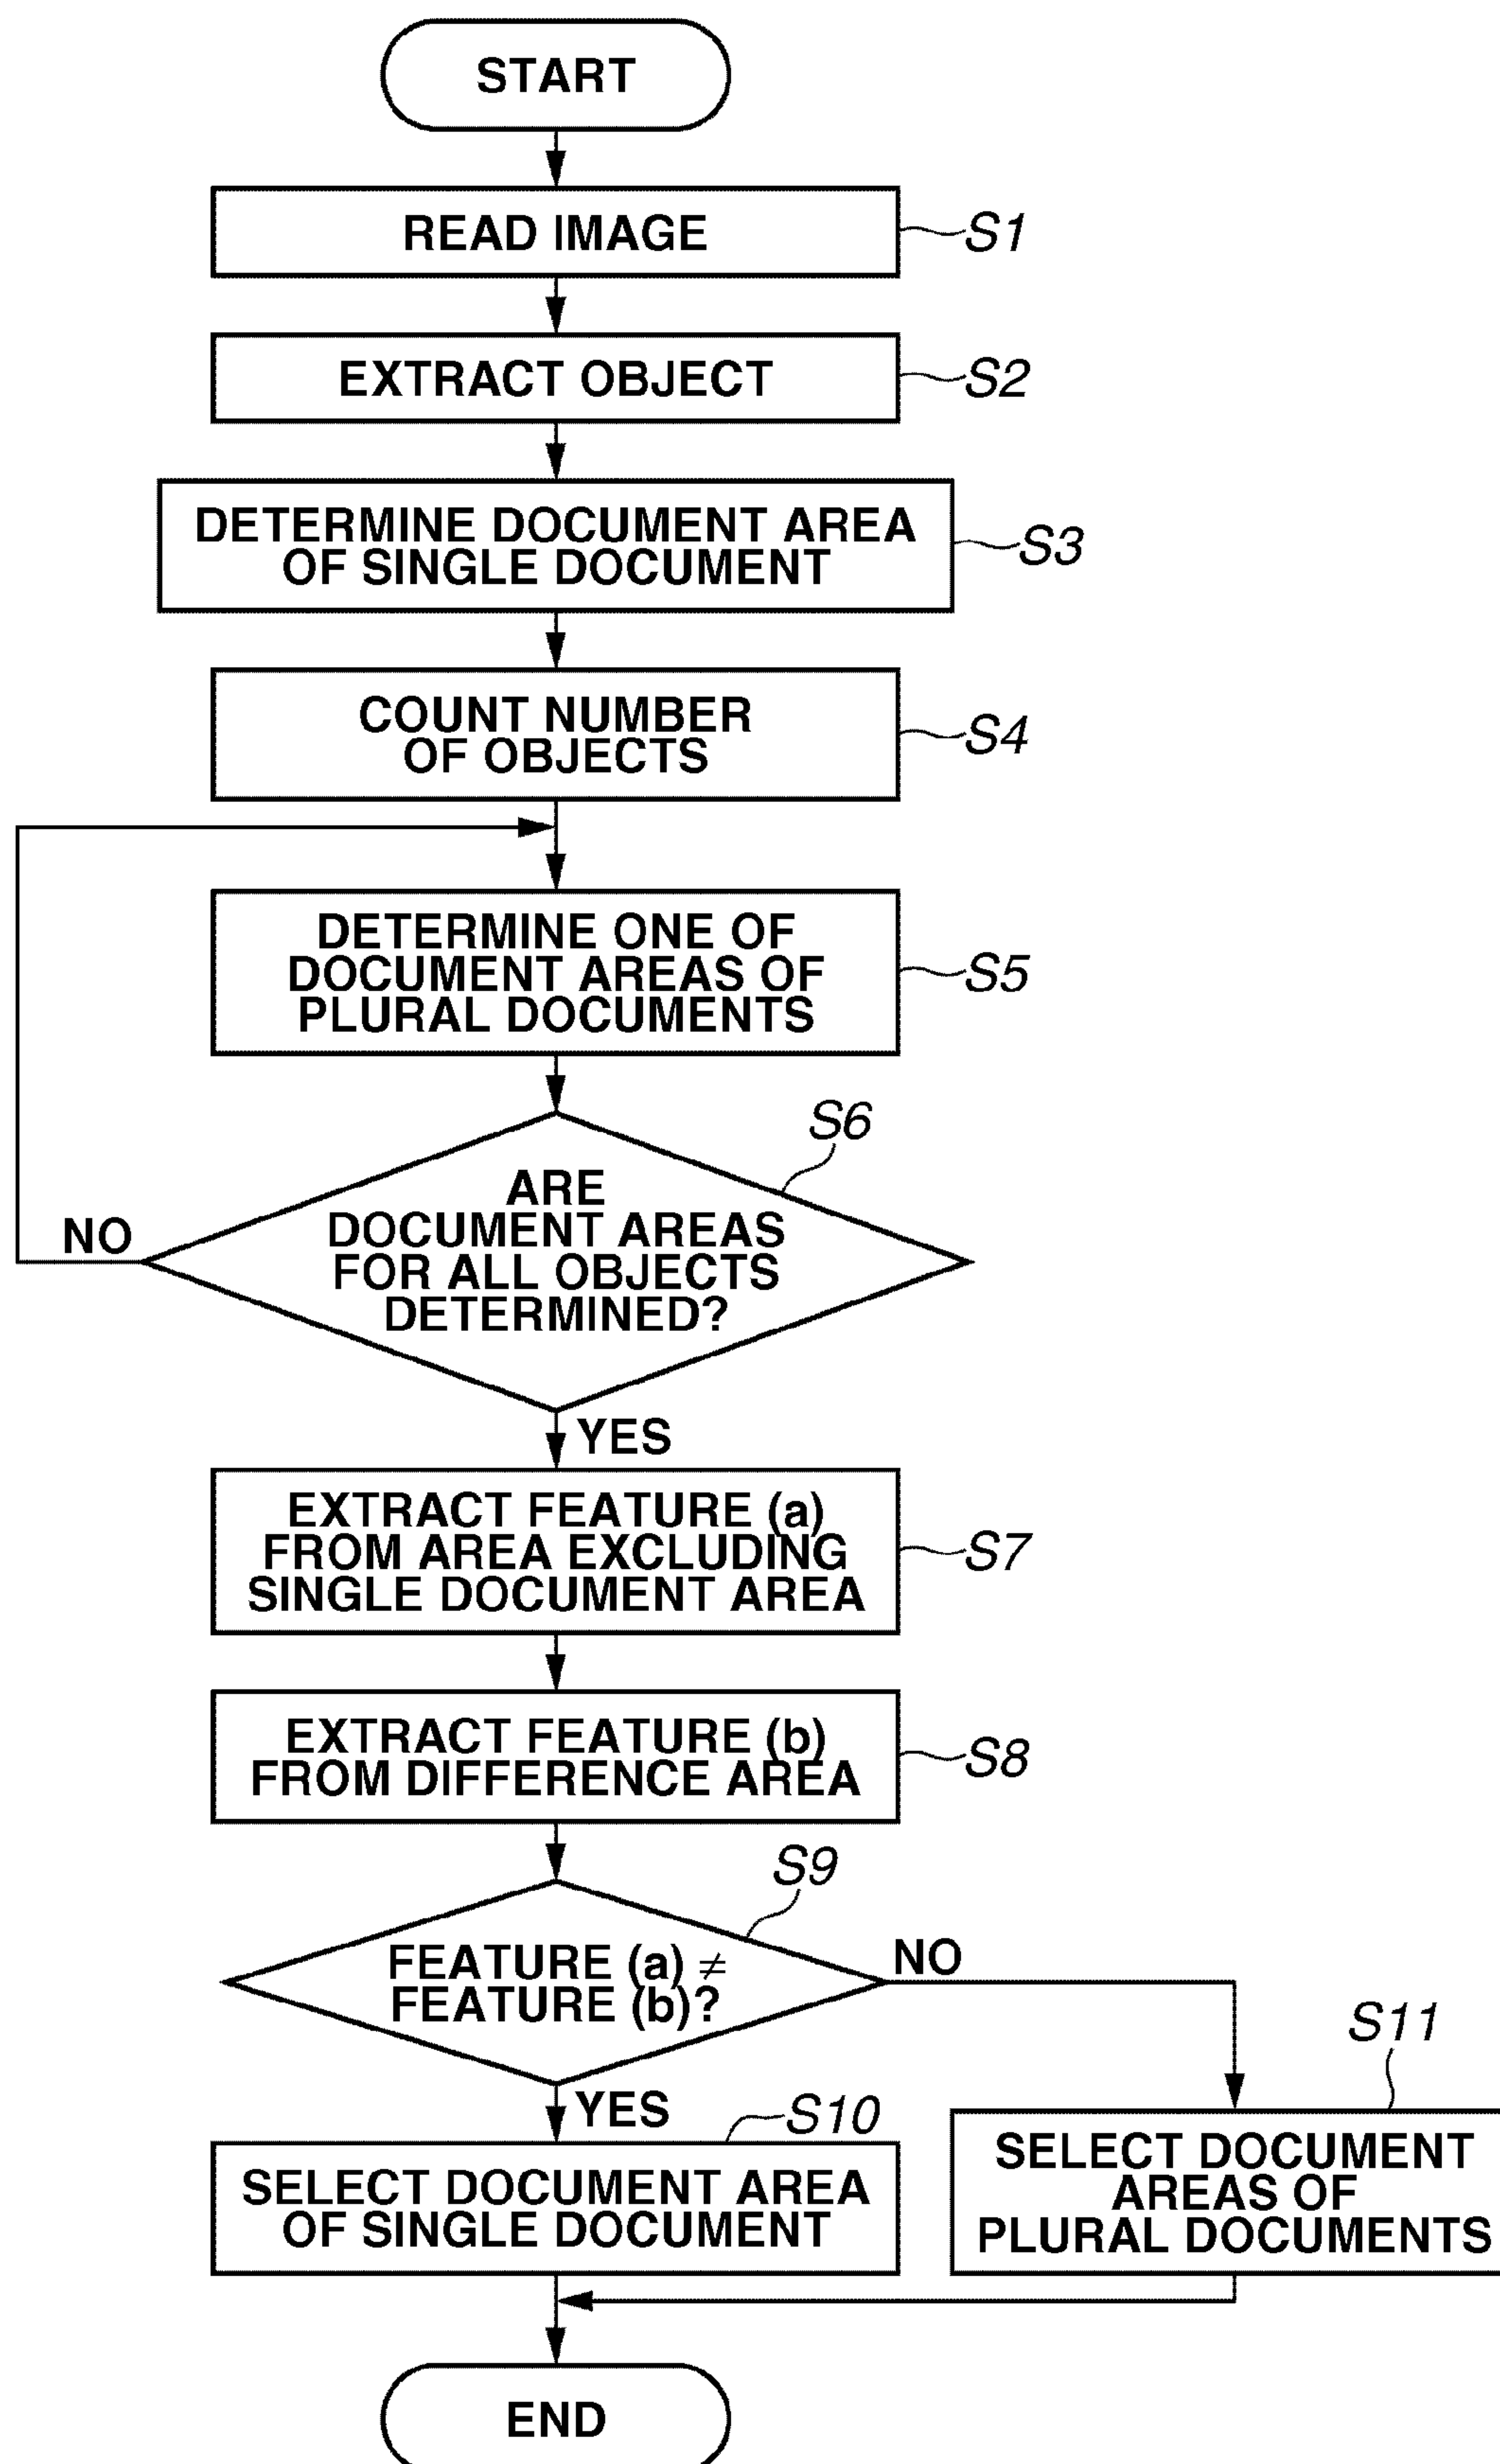 START
READ IMAGE
S1
EXTRACT OBJECT
S2
DETERMINE DOCUMENT AREA
OF SINGLE DOCUMENT
S3
COUNT NUMBER
OF OBJECTS
S4
DETERMINE ONE OF
DOCUMENT AREAS OF
PLURAL DOCUMENTS
S5
S6
ARE
DOCUMENT AREAS
FOR ALL OBJECTS
DETERMINED?
NO
YES
EXTRACT FEATURE (a)
FROM AREA EXCLUDING
SINGLE DOCUMENT AREA
S7
EXTRACT FEATURE (b)
FROM DIFFERENCE AREA
S8
S9
FEATURE (a) ≠
FEATURE (b)?
NO
YES
S10
SELECT DOCUMENT AREA
OF SINGLE DOCUMENT
S11
SELECT DOCUMENT
AREAS OF
PLURAL DOCUMENTS
END